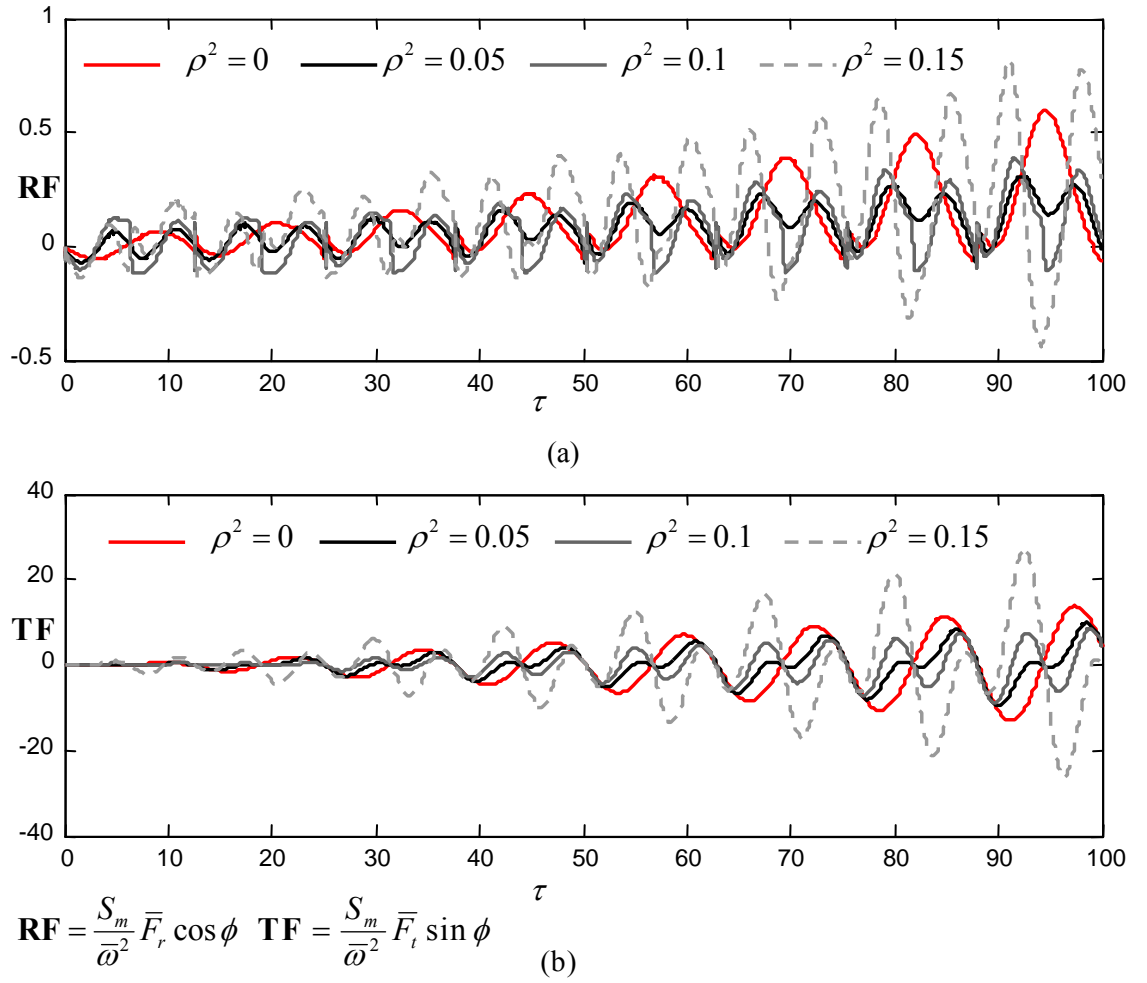 1
ρ² = 0 ρ² = 0.05 ρ² = 0.1 ρ² = 0.15
0.5
RF
0
-0.5
0 10 20 30 40 50 60 70 80 90 100
τ
(a)
40
ρ² = 0 ρ² = 0.05 ρ² = 0.1 ρ² = 0.15
20
TF
0
-20
-40
0 10 20 30 40 50 60 70 80 90 100
τ
RF = S_m/ω̄² F̄_r cos ϕ TF = S_m/ω̄² F̄_t sin ϕ
(b)